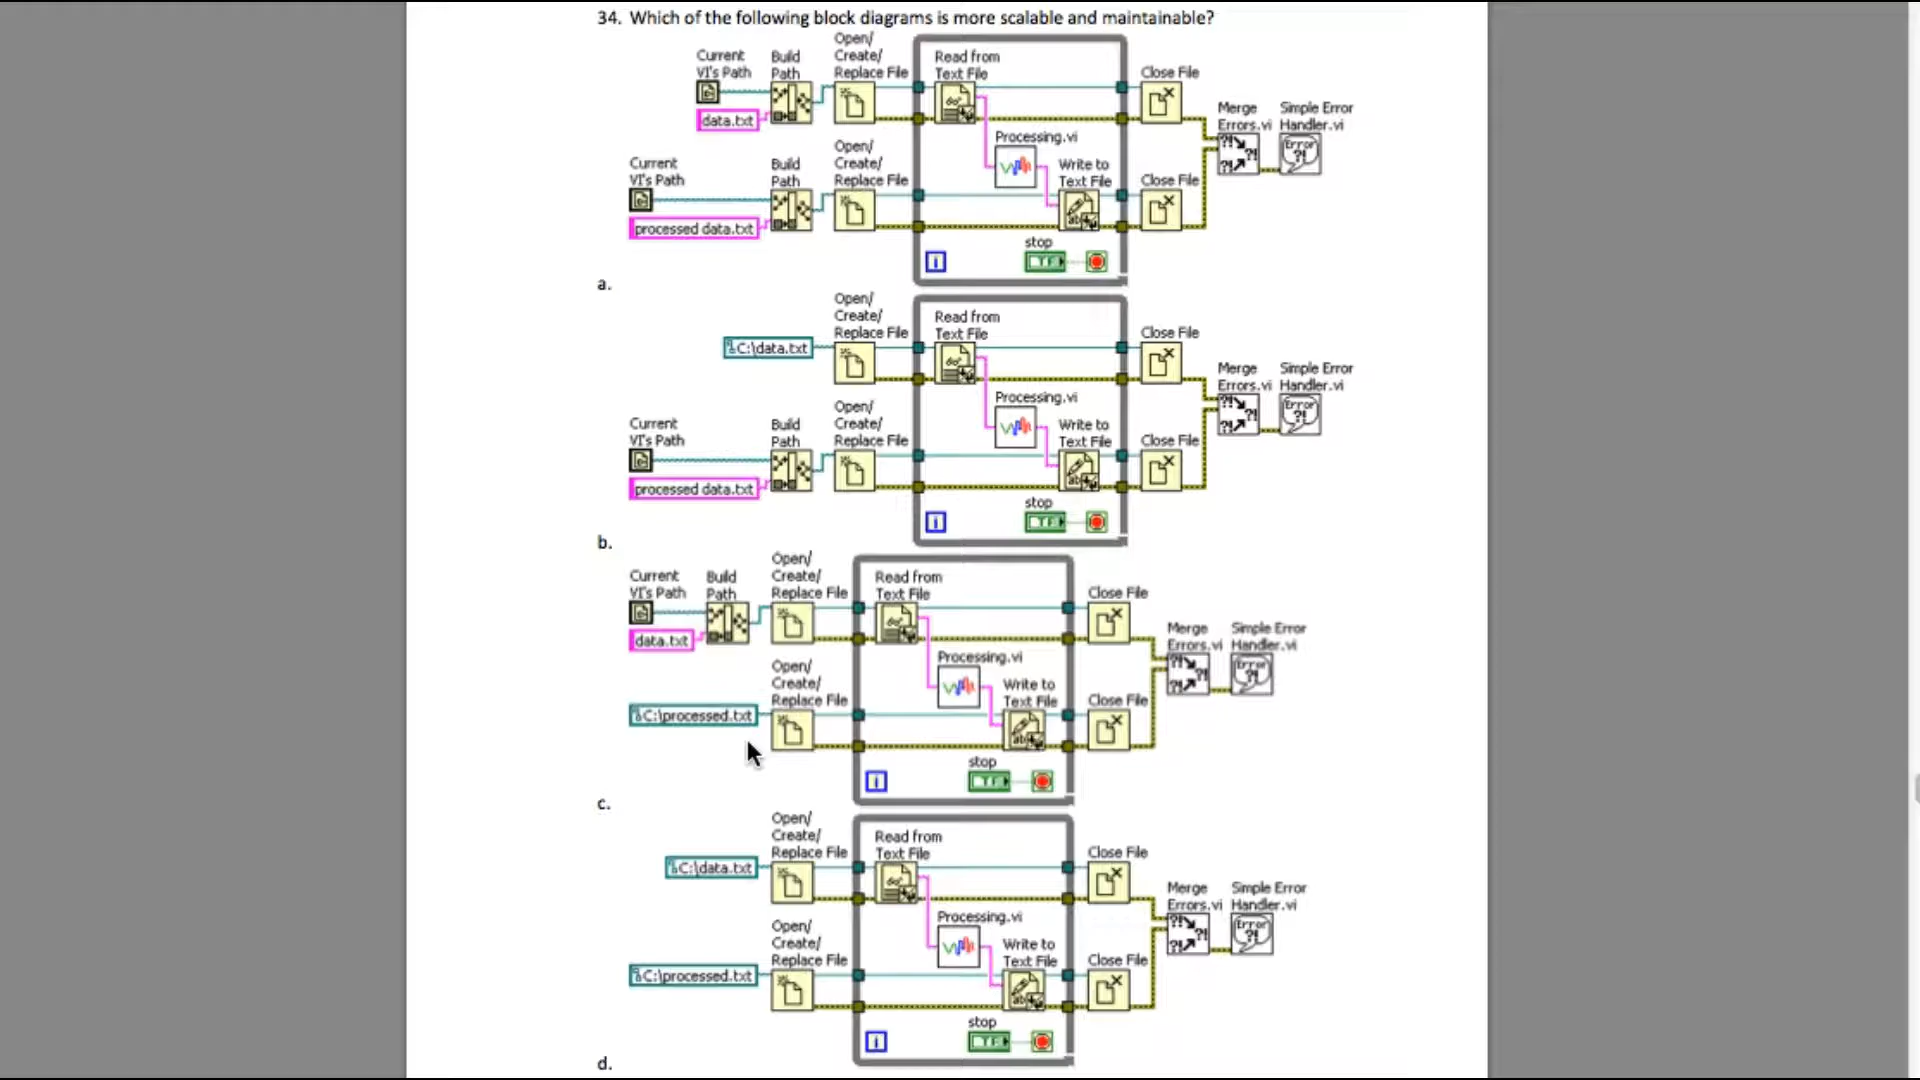 34. Which of the following block diagrams is more scalable and maintainable?
Current
VI's Path
Build
Path
Open/
Create/
Replace File
Read from
Text File
Close File
data.txt
Merge
Errors.vi
Simple Error
Handler.vi
Processing.vi
Current
VI's Path
Build
Path
Open/
Create/
Replace File
Write to
Text File
Close File
processed data.txt
stop
TF
i
a.
Open/
Create/
Replace File
Read from
Text File
Close File
C:\data.txt
Merge
Errors.vi
Simple Error
Handler.vi
Processing.vi
Current
VI's Path
Build
Path
Open/
Create/
Replace File
Write to
Text File
Close File
processed data.txt
stop
TF
i
b.
Current
VI's Path
Build
Path
Open/
Create/
Replace File
Read from
Text File
Close File
data.txt
Merge
Errors.vi
Simple Error
Handler.vi
Processing.vi
Open/
Create/
Replace File
Write to
Text File
Close File
C:\processed.txt
stop
TF
i
c.
Open/
Create/
Replace File
Read from
Text File
Close File
C:\data.txt
Merge
Errors.vi
Simple Error
Handler.vi
Processing.vi
Open/
Create/
Replace File
Write to
Text File
Close File
C:\processed.txt
stop
TF
i
d.